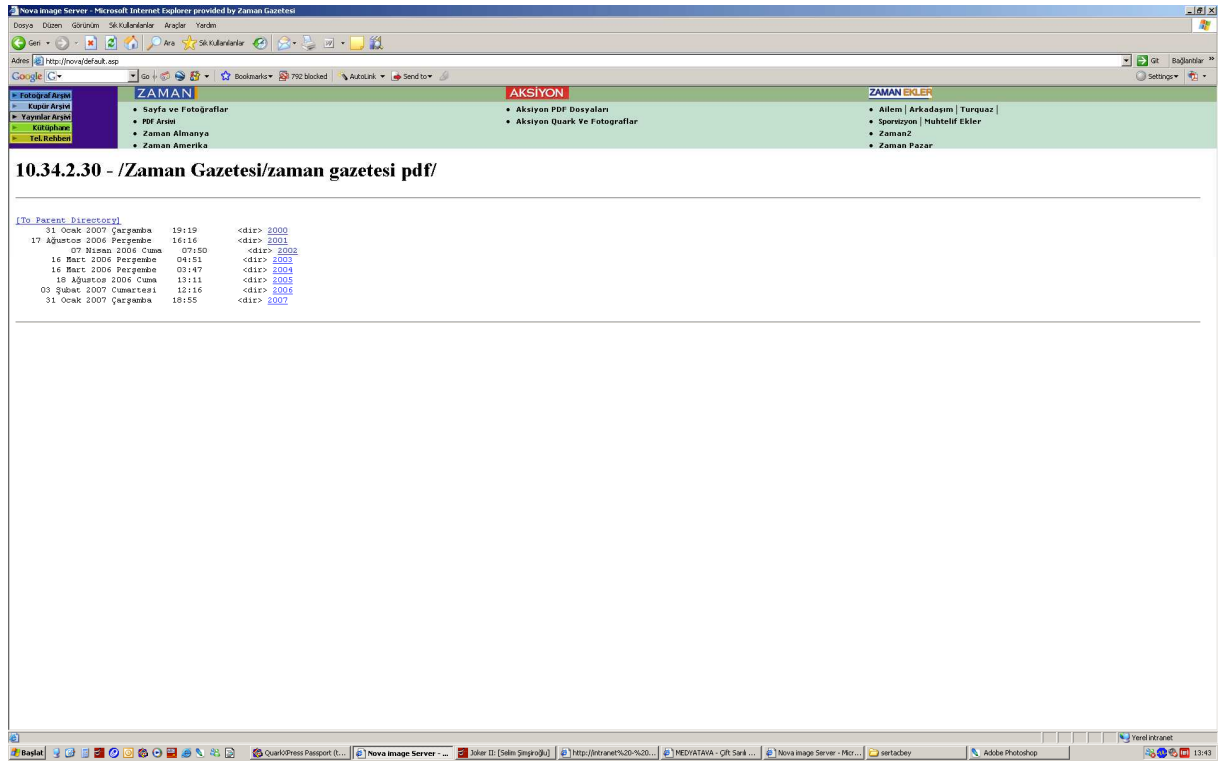 Nova image Server - Microsoft Internet Explorer provided by Zaman Gazetesi
Dosya Düzen Görünüm Sık Kullanılanlar Araçlar Yardım
Geri Ara Sık Kullanılanlar
Adres http://nova/default.asp Git Bağlantılar »
Google G Go Bookmarks 792 blocked AutoLink Send to Settings
Fotoğraf Arşivi
Kupür Arşivi
Yayınlar Arşivi
Kütüphane
Tel. Rehberi
ZAMAN
• Sayfa ve Fotoğraflar
• PDF Arsivi
• Zaman Almanya
• Zaman Amerika
AKSİYON
• Aksiyon PDF Dosyaları
• Aksiyon Quark Ve Fotograflar
ZAMAN EKLER
• Ailem | Arkadaşım | Turquaz |
• Sporvizyon | Muhtelif Ekler
• Zaman2
• Zaman Pazar
10.34.2.30 - /Zaman Gazetesi/zaman gazetesi pdf/
[To Parent Directory]
31 Ocak 2007 Çarşamba 19:19 <dir> 2000
17 Ağustos 2006 Perşembe 16:16 <dir> 2001
07 Nisan 2006 Cuma 07:50 <dir> 2002
16 Mart 2006 Perşembe 04:51 <dir> 2003
16 Mart 2006 Perşembe 03:47 <dir> 2004
18 Ağustos 2006 Cuma 13:11 <dir> 2005
03 Şubat 2007 Cumartesi 12:16 <dir> 2006
31 Ocak 2007 Çarşamba 18:55 <dir> 2007
Yerel intranet
Başlat QuarkXPress Passport (t... Nova image Server - ... Joker II: [Selim Şimşiroğlu] http://intranet%20-%20... MEDYATAVA - Çift Sarılı ... Nova image Server - Micr... sertacbey Adobe Photoshop 13:43